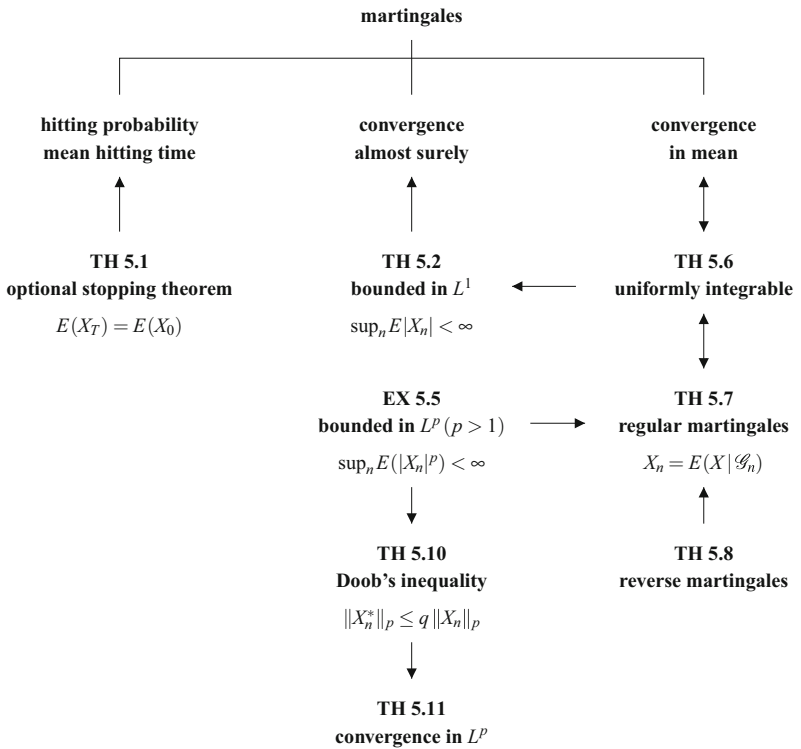 martingales
hitting probability
mean hitting time
convergence
almost surely
convergence
in mean
TH 5.1
optional stopping theorem
E(X_T) = E(X_0)
TH 5.2
bounded in L^1
sup_n E|X_n| < ∞
TH 5.6
uniformly integrable
EX 5.5
bounded in L^p (p > 1)
sup_n E(|X_n|^p) < ∞
TH 5.7
regular martingales
X_n = E(X | 𝒢_n)
TH 5.10
Doob's inequality
‖X_n^*‖_p ≤ q ‖X_n‖_p
TH 5.8
reverse martingales
TH 5.11
convergence in L^p